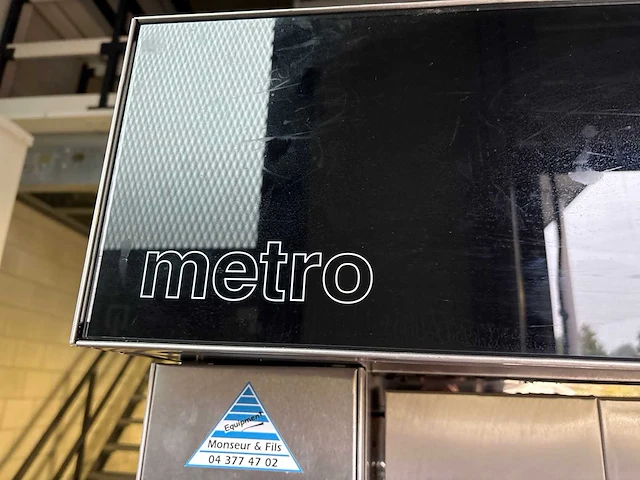 metro
Equipment
Monseur & Fils
04 377 47 02